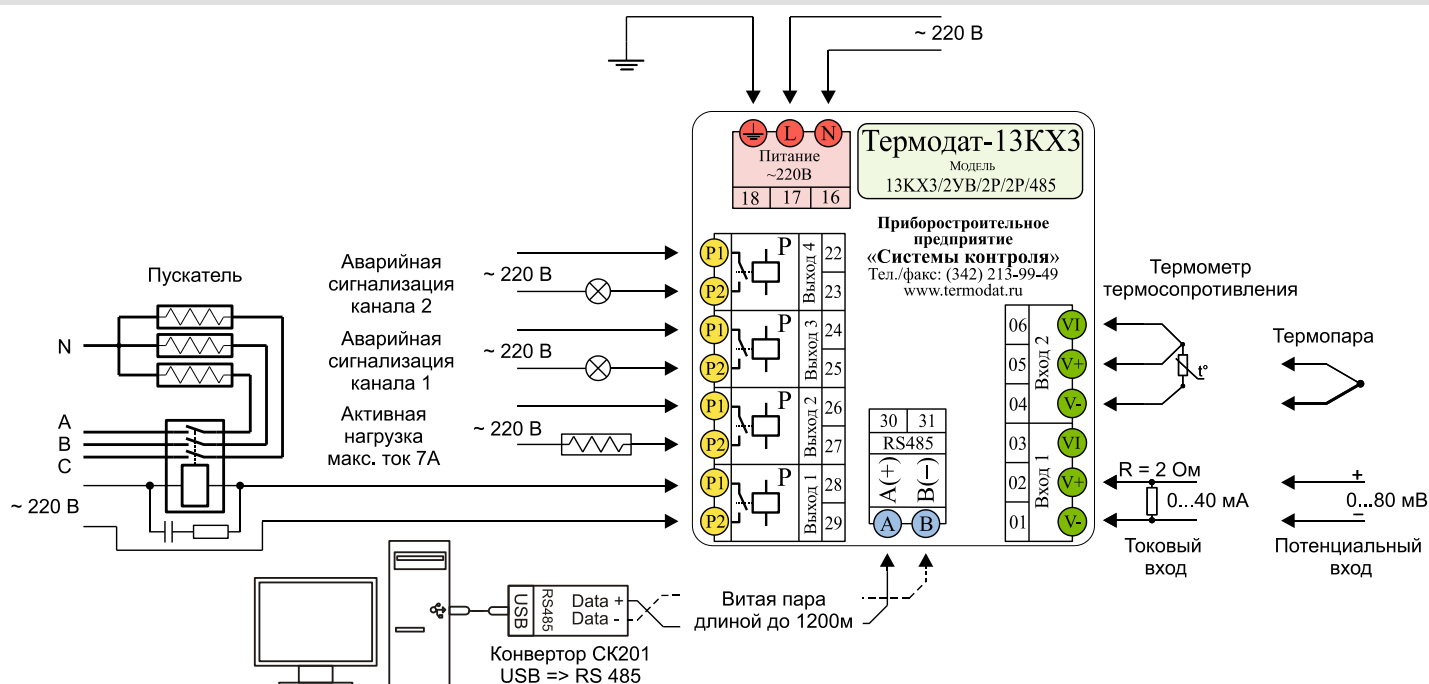 ~ 220 В
Термодат-13КХ3
Модель
13КХ3/2УВ/2Р/2Р/485
L
N
Питание
~220В
18 17 16
Приборостроительное
предприятие
«Системы контроля»
Тел./факс: (342) 213-99-49
www.termodat.ru
Пускатель
N
A
B
C
~ 220 В
Аварийная
сигнализация
канала 2
~ 220 В
Аварийная
сигнализация
канала 1
~ 220 В
Активная
нагрузка
макс. ток 7А
~ 220 В
P1
P2
P
Выход 4
22
23
P1
P2
P
Выход 3
24
25
P1
P2
P
Выход 2
26
27
P1
P2
P
Выход 1
28
29
30 31
RS485
A(+)
B(−)
A
B
06
05
04
Вход 2
VI
V+
V-
03
02
01
Вход 1
VI
V+
V-
Термометр
термосопротивления
t°
Термопара
R = 2 Ом
0...40 мА
Токовый
вход
+
0...80 мВ
−
Потенциальный
вход
USB
RS485
Data +
Data -
Витая пара
длиной до 1200м
Конвертор СК201
USB => RS 485